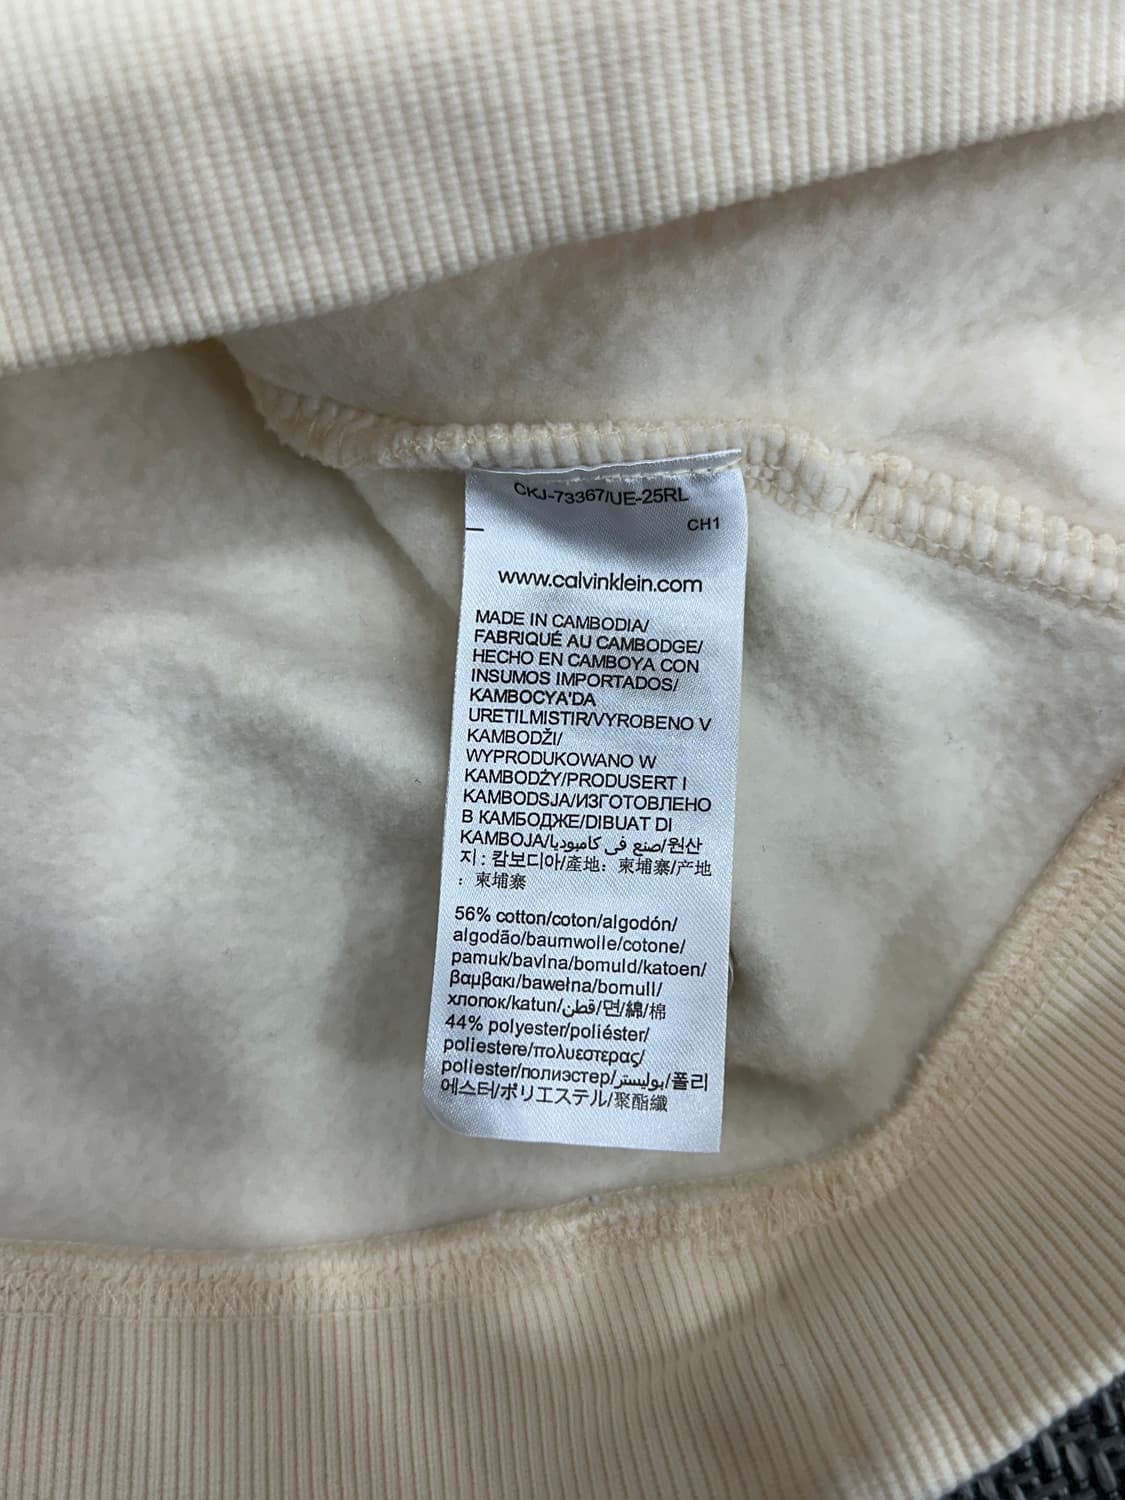 CKJ-73367/UE-25RL
CH1
www.calvinklein.com
MADE IN CAMBODIA/
FABRIQUÉ AU CAMBODGE/
HECHO EN CAMBOYA CON
INSUMOS IMPORTADOS/
KAMBOCYA'DA
URETILMISTIR/VYROBENO V
KAMBODŽI/
WYPRODUKOWANO W
KAMBODŻY/PRODUSERT I
KAMBODSJA/ИЗГОТОВЛЕНО
В КАМБОДЖЕ/DIBUAT DI
KAMBOJA/صنع في كامبوديا/원산
지 : 캄보디아/產地：柬埔寨/产地
：柬埔寨
56% cotton/coton/algodón/
algodão/baumwolle/cotone/
pamuk/bavlna/bomuld/katoen/
βαμβακι/bawełna/bomull/
хлопок/katun/قطن/면/綿/棉
44% polyester/poliéster/
poliestere/πολυεστερας/
poliester/полиэстер/بوليستر/폴리
에스터/ポリエステル/聚酯纖